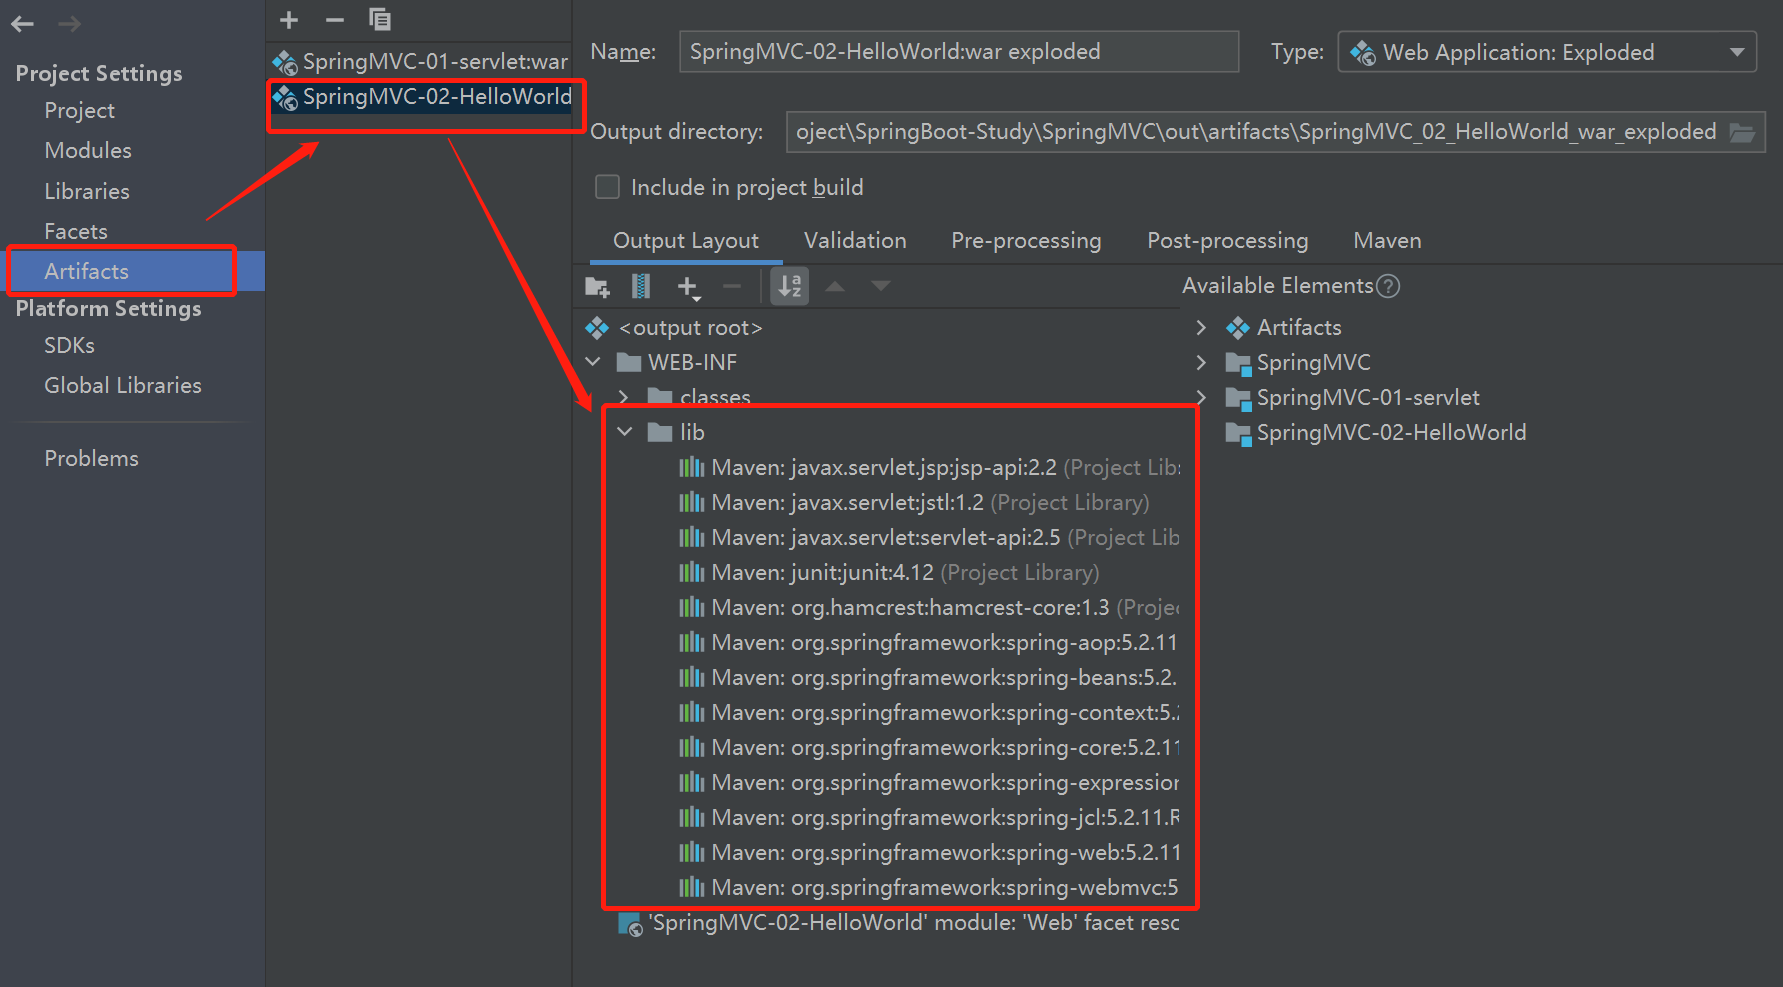 Project Settings
Project
Modules
Libraries
Facets
Artifacts
Platform Settings
SDKs
Global Libraries
Problems
SpringMVC-01-servlet:war
SpringMVC-02-HelloWorld
Name: SpringMVC-02-HelloWorld:war exploded
Type: Web Application: Exploded
Output directory: oject\SpringBoot-Study\SpringMVC\out\artifacts\SpringMVC_02_HelloWorld_war_exploded
Include in project build
Output Layout Validation Pre-processing Post-processing Maven
<output root>
WEB-INF
classes
lib
Maven: javax.servlet.jsp:jsp-api:2.2 (Project Lib
Maven: javax.servlet:jstl:1.2 (Project Library)
Maven: javax.servlet:servlet-api:2.5 (Project Lib
Maven: junit:junit:4.12 (Project Library)
Maven: org.hamcrest:hamcrest-core:1.3 (Projec
Maven: org.springframework:spring-aop:5.2.11
Maven: org.springframework:spring-beans:5.2.
Maven: org.springframework:spring-context:5.2
Maven: org.springframework:spring-core:5.2.11
Maven: org.springframework:spring-expression
Maven: org.springframework:spring-jcl:5.2.11.R
Maven: org.springframework:spring-web:5.2.11
Maven: org.springframework:spring-webmvc:5
'SpringMVC-02-HelloWorld' module: 'Web' facet resc
Available Elements ?
Artifacts
SpringMVC
SpringMVC-01-servlet
SpringMVC-02-HelloWorld